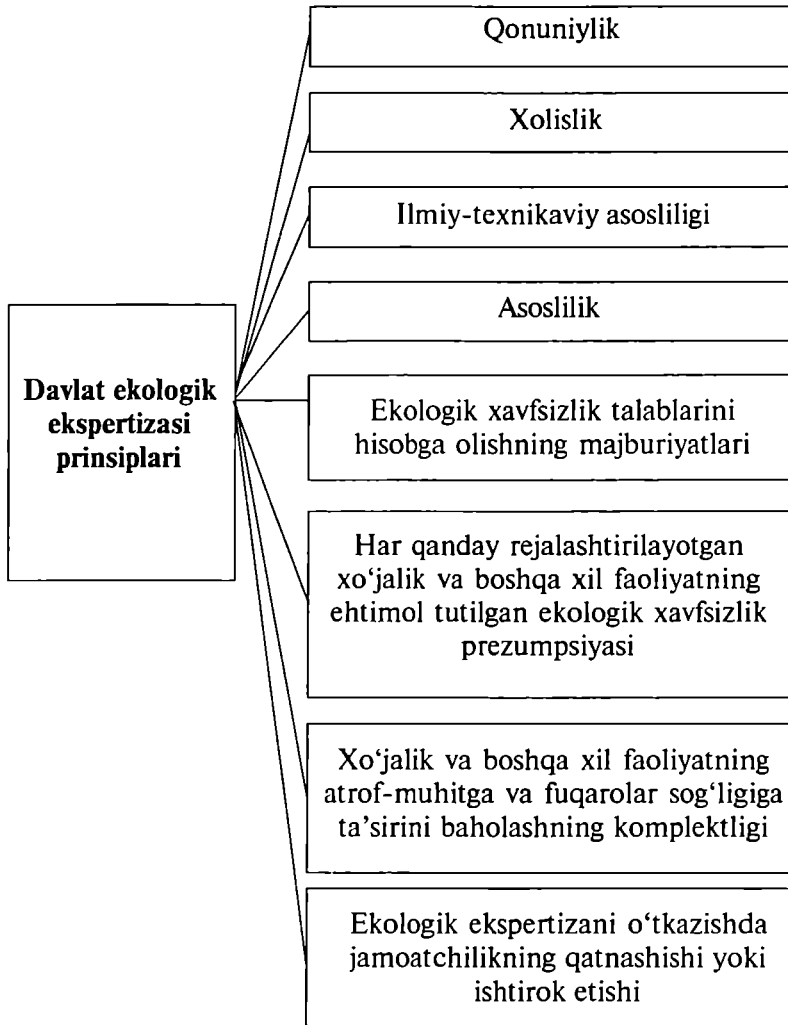 Qonuniylik
Xolislik
Ilmiy-texnikaviy asosliligi
Asoslilik
Davlat ekologik
ekspertizasi
prinsiplari
Ekologik xavfsizlik talablarini
hisobga olishning majburiyatlari
Har qanday rejalashtirilayotgan
xo‘jalik va boshqa xil faoliyatning
ehtimol tutilgan ekologik xavfsizlik
prezumpsiyasi
Xo‘jalik va boshqa xil faoliyatning
atrof-muhitga va fuqarolar sog‘ligiga
ta’sirini baholashning komplektligi
Ekologik ekspertizani o‘tkazishda
jamoatchilikning qatnashishi yoki
ishtirok etishi